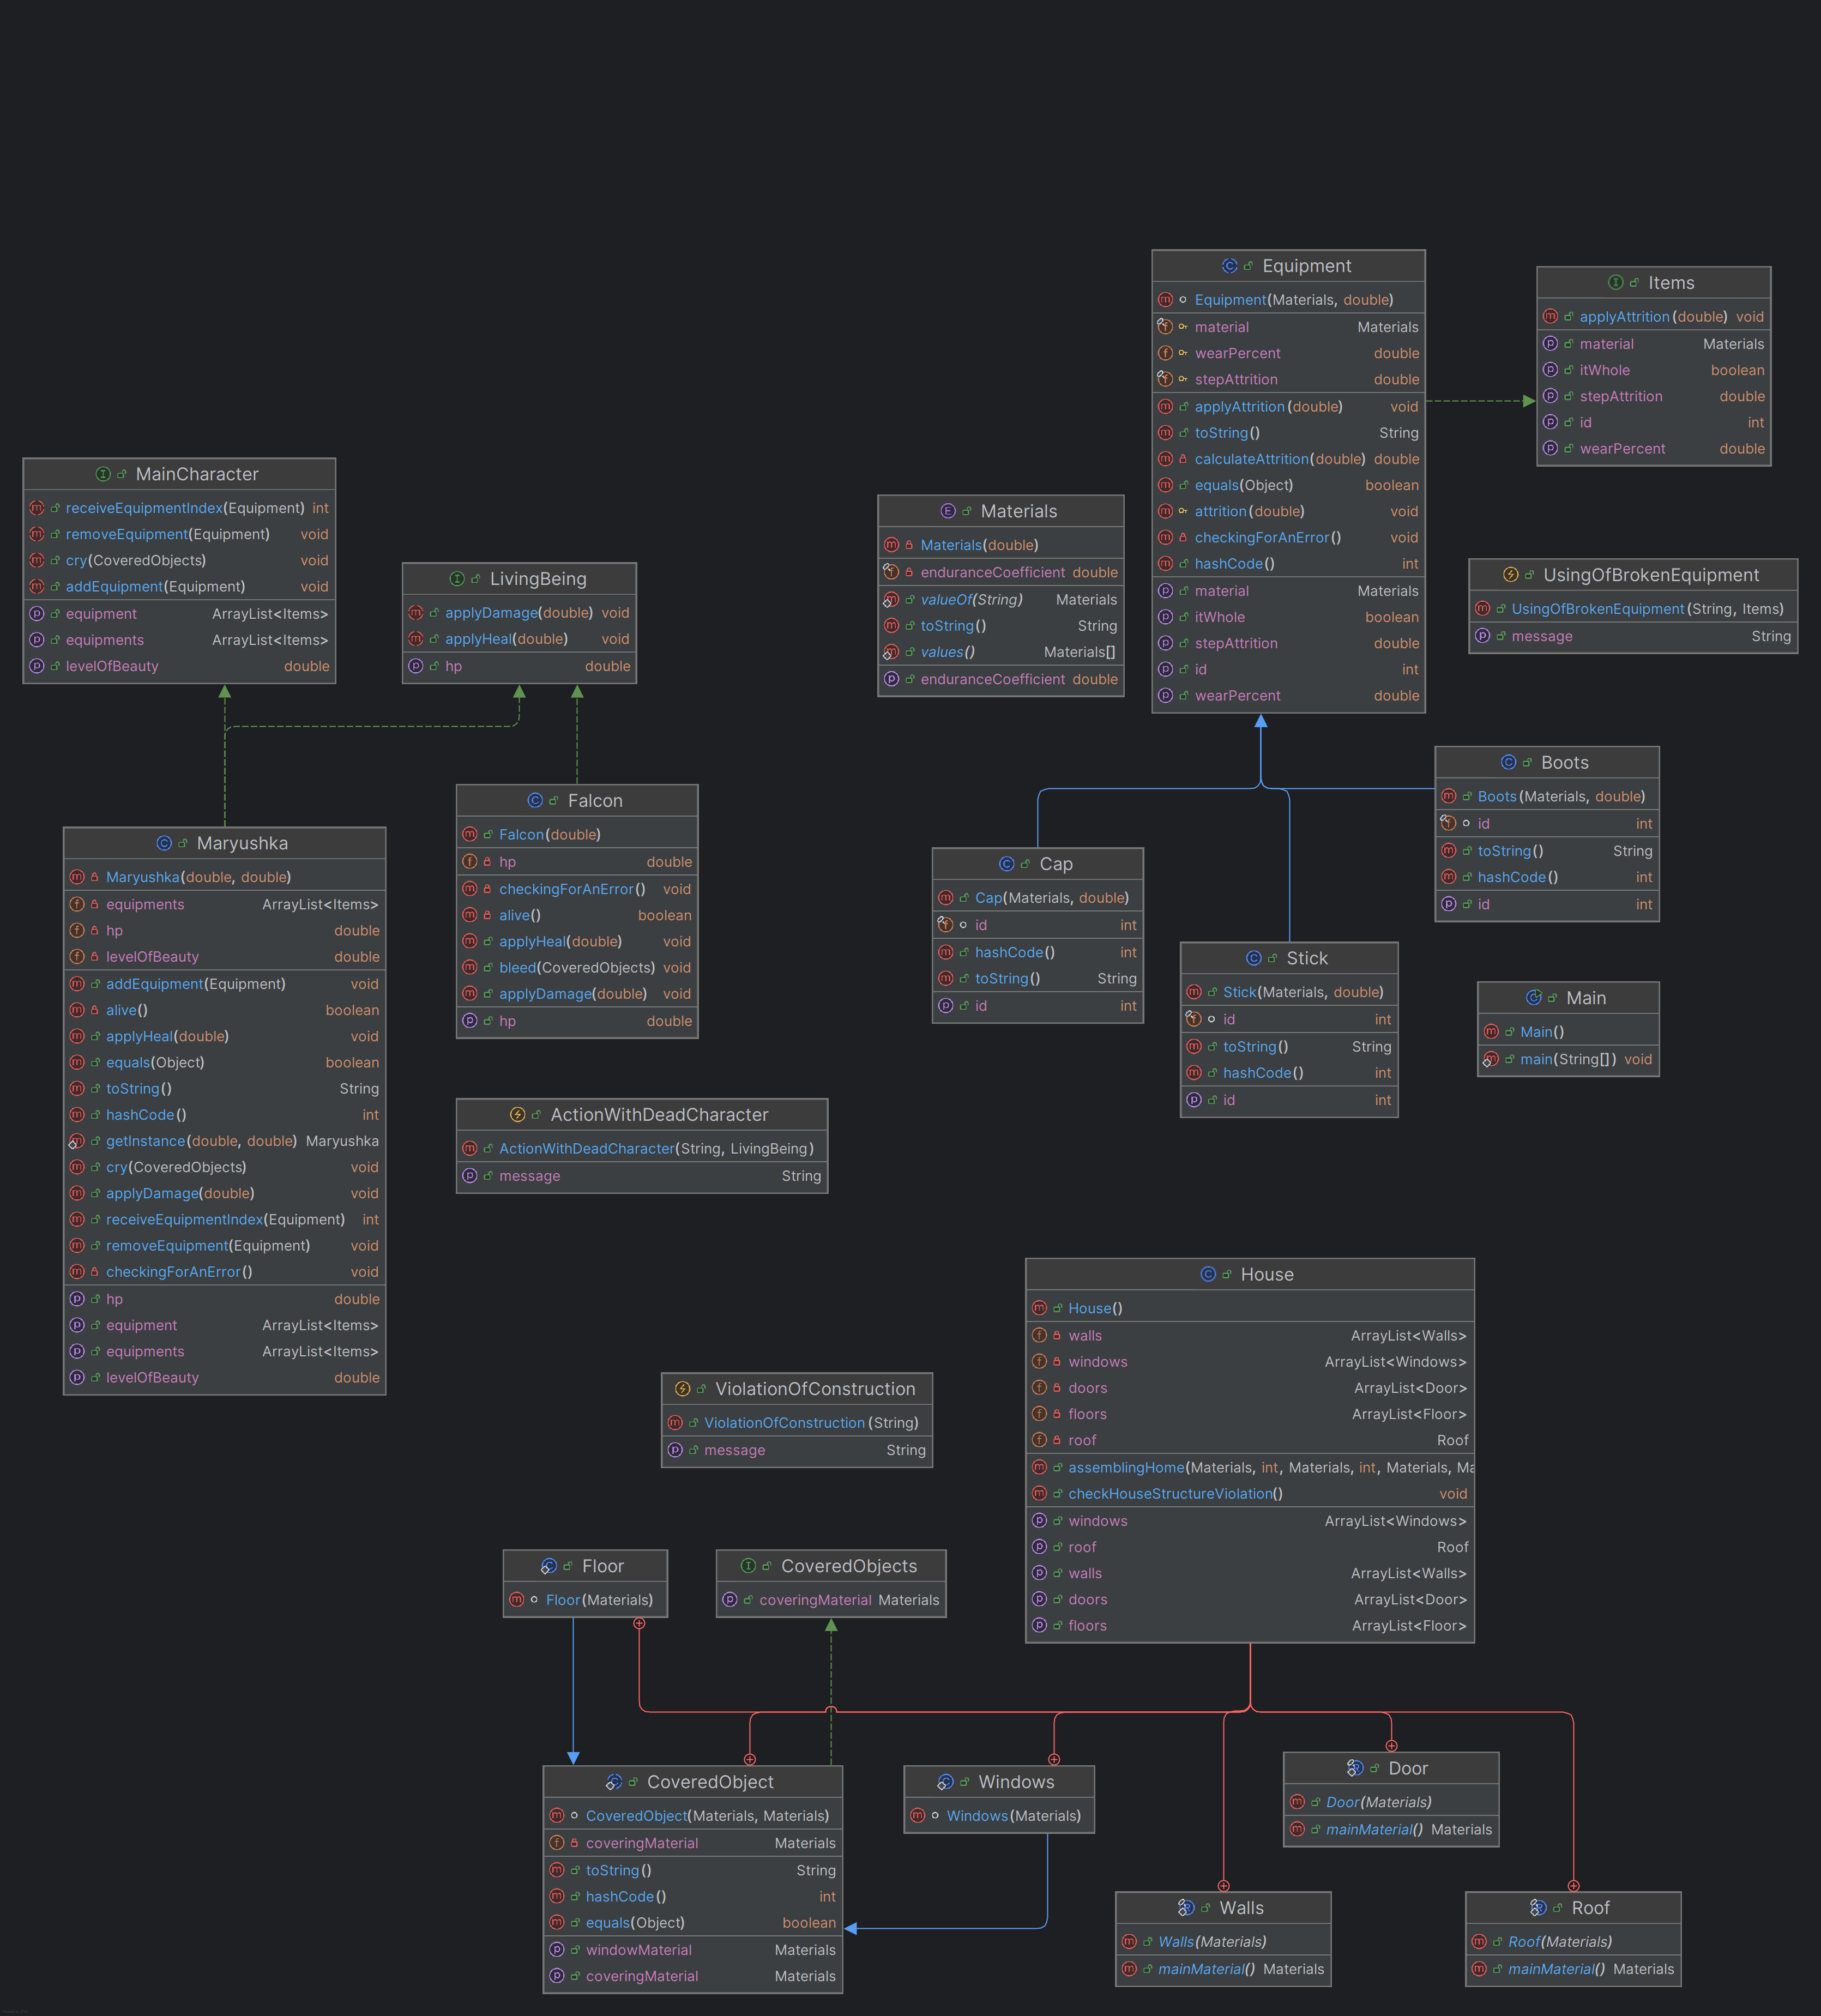 Equipment
Equipment(Materials, double)
material Materials
wearPercent double
stepAttrition double
applyAttrition(double) void
toString() String
calculateAttrition(double) double
equals(Object) boolean
attrition(double) void
checkingForAnError() void
hashCode() int
material Materials
itWhole boolean
stepAttrition double
id int
wearPercent double
Items
applyAttrition(double) void
material Materials
itWhole boolean
stepAttrition double
id int
wearPercent double
MainCharacter
receiveEquipmentIndex(Equipment) int
removeEquipment(Equipment) void
cry(CoveredObjects) void
addEquipment(Equipment) void
equipment ArrayList<Items>
equipments ArrayList<Items>
levelOfBeauty double
LivingBeing
applyDamage(double) void
applyHeal(double) void
hp double
Materials
Materials(double)
enduranceCoefficient double
valueOf(String) Materials
toString() String
values() Materials[]
enduranceCoefficient double
UsingOfBrokenEquipment
UsingOfBrokenEquipment(String, Items)
message String
Boots
Boots(Materials, double)
id int
toString() String
hashCode() int
id int
Falcon
Falcon(double)
hp double
checkingForAnError() void
alive() boolean
applyHeal(double) void
bleed(CoveredObjects) void
applyDamage(double) void
hp double
Maryushka
Maryushka(double, double)
equipments ArrayList<Items>
hp double
levelOfBeauty double
addEquipment(Equipment) void
alive() boolean
applyHeal(double) void
equals(Object) boolean
toString() String
hashCode() int
getInstance(double, double) Maryushka
cry(CoveredObjects) void
applyDamage(double) void
receiveEquipmentIndex(Equipment) int
removeEquipment(Equipment) void
checkingForAnError() void
hp double
equipment ArrayList<Items>
equipments ArrayList<Items>
levelOfBeauty double
Cap
Cap(Materials, double)
id int
hashCode() int
toString() String
id int
Stick
Stick(Materials, double)
id int
toString() String
hashCode() int
id int
Main
Main()
main(String[]) void
ActionWithDeadCharacter
ActionWithDeadCharacter(String, LivingBeing)
message String
House
House()
walls ArrayList<Walls>
windows ArrayList<Windows>
doors ArrayList<Door>
floors ArrayList<Floor>
roof Roof
assemblingHome(Materials, int, Materials, int, Materials, Ma
checkHouseStructureViolation() void
windows ArrayList<Windows>
roof Roof
walls ArrayList<Walls>
doors ArrayList<Door>
floors ArrayList<Floor>
ViolationOfConstruction
ViolationOfConstruction(String)
message String
Floor
Floor(Materials)
CoveredObjects
coveringMaterial Materials
CoveredObject
CoveredObject(Materials, Materials)
coveringMaterial Materials
toString() String
hashCode() int
equals(Object) boolean
windowMaterial Materials
coveringMaterial Materials
Windows
Windows(Materials)
Door
Door(Materials)
mainMaterial() Materials
Walls
Walls(Materials)
mainMaterial() Materials
Roof
Roof(Materials)
mainMaterial() Materials